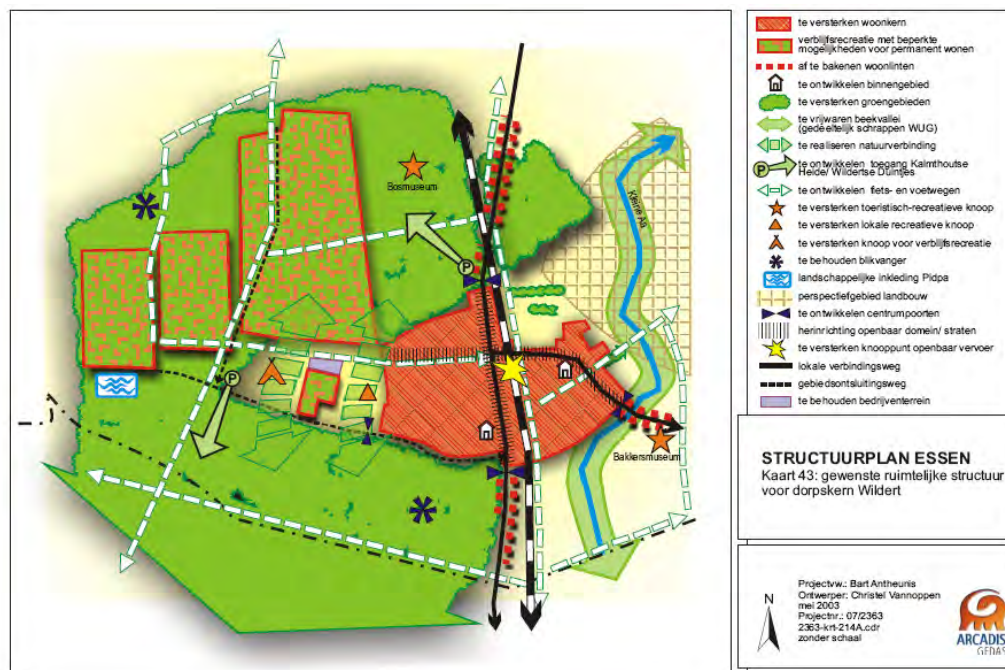 Bosmuseum
P
Kleine Aa
P
Bakkersmuseum
te versterken woonkern
verblijfsrecreatie met beperkte
mogelijkheden voor permanent wonen
af te bakenen woonlinten
te ontwikkelen binnengebied
te versterken groengebieden
te vrijwaren beekvallei
(gedeeltelijk schrappen WUG)
te realiseren natuurverbinding
P
te ontwikkelen toegang Kalmthoutse
Heide/ Wildertse Duintjes
te ontwikkelen fiets- en voetwegen
te versterken toeristisch-recreatieve knoop
te versterken lokale recreatieve knoop
te versterken knoop voor verblijfsrecreatie
te behouden blikvanger
landschappelijke inkleding Pidpa
perspectiefgebied landbouw
te ontwikkelen centrumpoorten
herinrichting openbaar domein/ straten
te versterken knooppunt openbaar vervoer
lokale verbindingsweg
gebiedsontsluitingsweg
te behouden bedrijventerrein
STRUCTUURPLAN ESSEN
Kaart 43: gewenste ruimtelijke structuur
voor dorpskern Wildert
N
Projectvw.: Bart Antheunis
Ontwerper: Christel Vannoppen
mei 2003
Projectnr.: 07/2363
2363-krt-214A.cdr
zonder schaal
ARCADIS
GEDAS